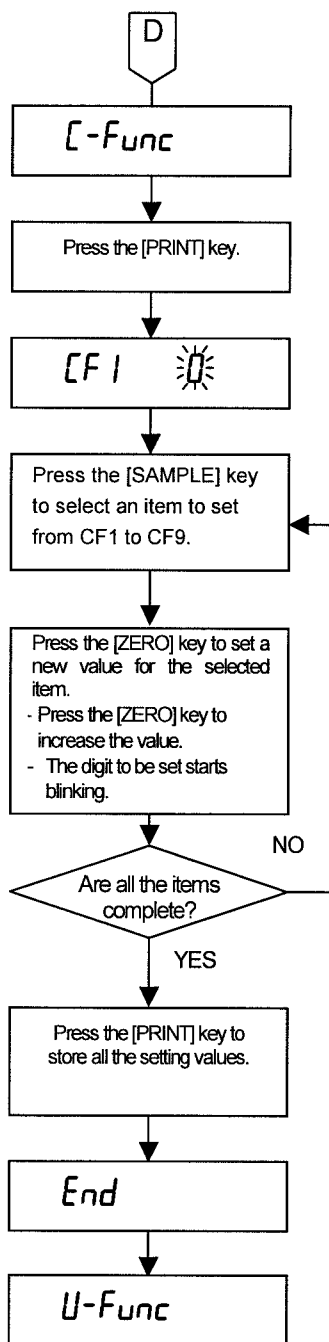 D
C-Func
Press the [PRINT] key.
CF1 0
Press the [SAMPLE] key
to select an item to set
from CF1 to CF9.
Press the [ZERO] key to set a
new value for the selected
item.
- Press the [ZERO] key to
increase the value.
- The digit to be set starts
blinking.
NO
Are all the items
complete?
YES
Press the [PRINT] key to
store all the setting values.
End
U-Func